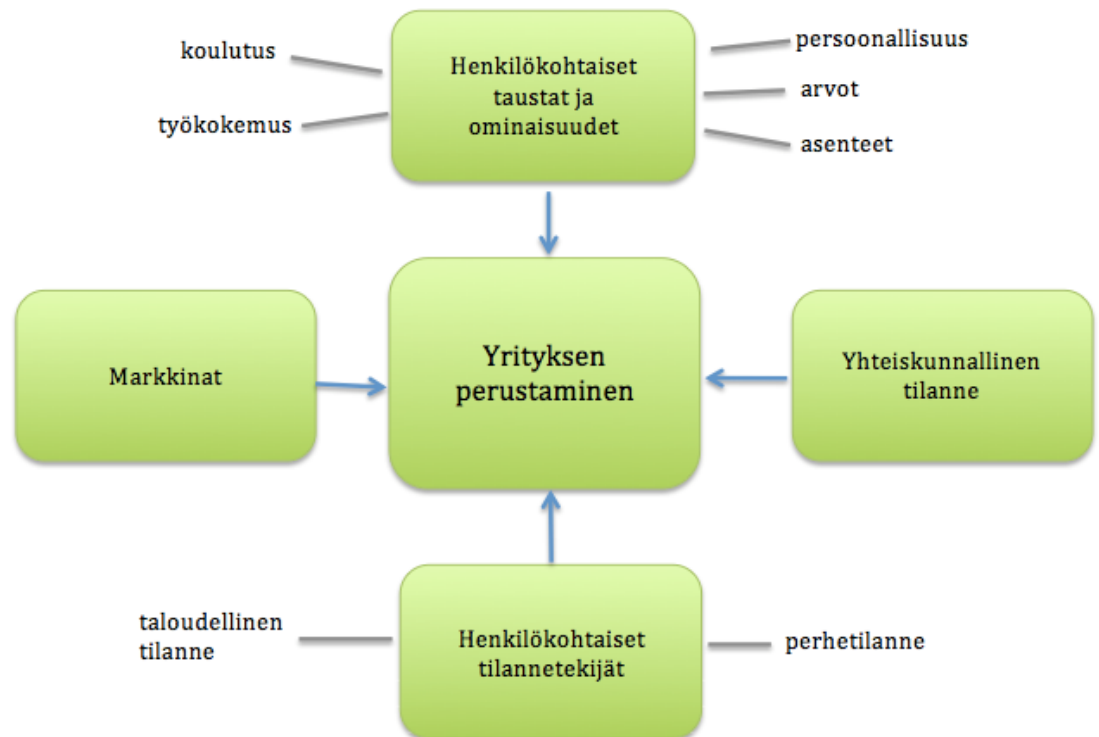 koulutus
työkokemus
Henkilökohtaiset
taustat ja
ominaisuudet
persoonallisuus
arvot
asenteet
Markkinat
Yrityksen
perustaminen
Yhteiskunnallinen
tilanne
taloudellinen
tilanne
Henkilökohtaiset
tilannetekijät
perhetilanne